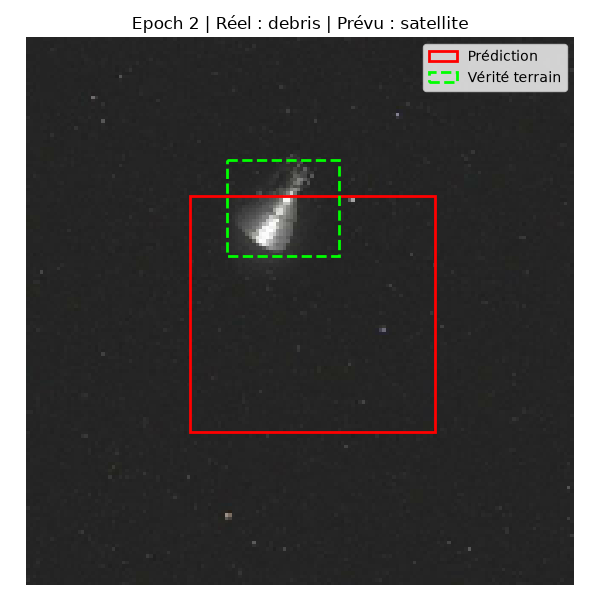 Epoch 2 | Réel : debris | Prévu : satellite
Prédiction
Vérité terrain